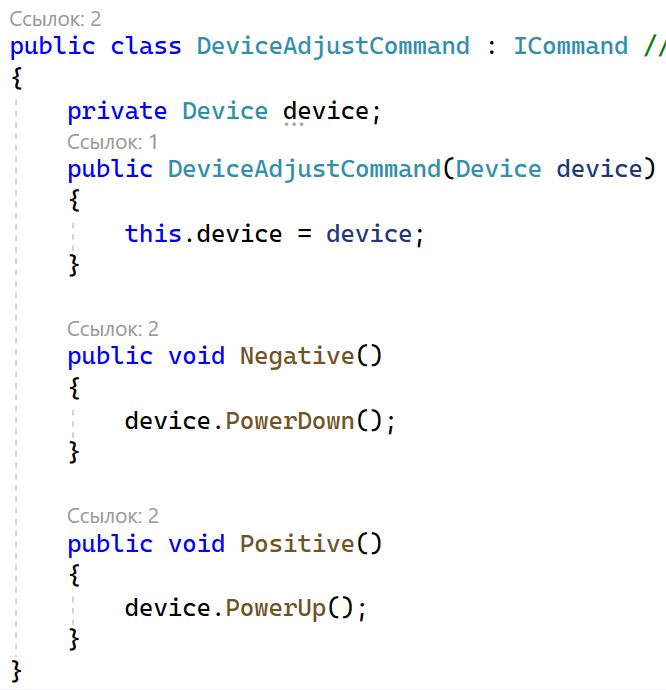 Ссылок: 2
public class DeviceAdjustCommand : ICommand //
{
private Device device;
Ссылок: 1
public DeviceAdjustCommand(Device device)
{
this.device = device;
}
Ссылок: 2
public void Negative()
{
device.PowerDown();
}
Ссылок: 2
public void Positive()
{
device.PowerUp();
}
}